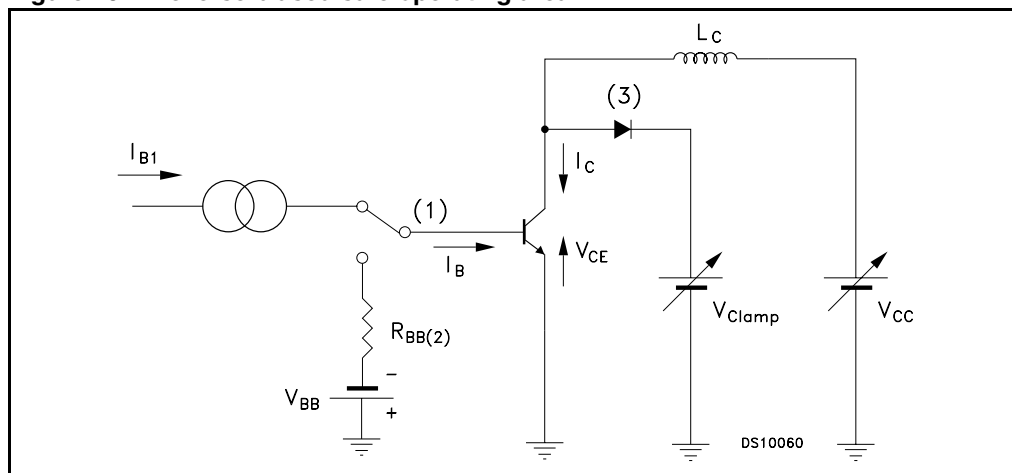 L C
(3)
I B1
I C
(1)
I B
V CE
R BB(2)
V Clamp
V CC
V BB
−
+
DS10060